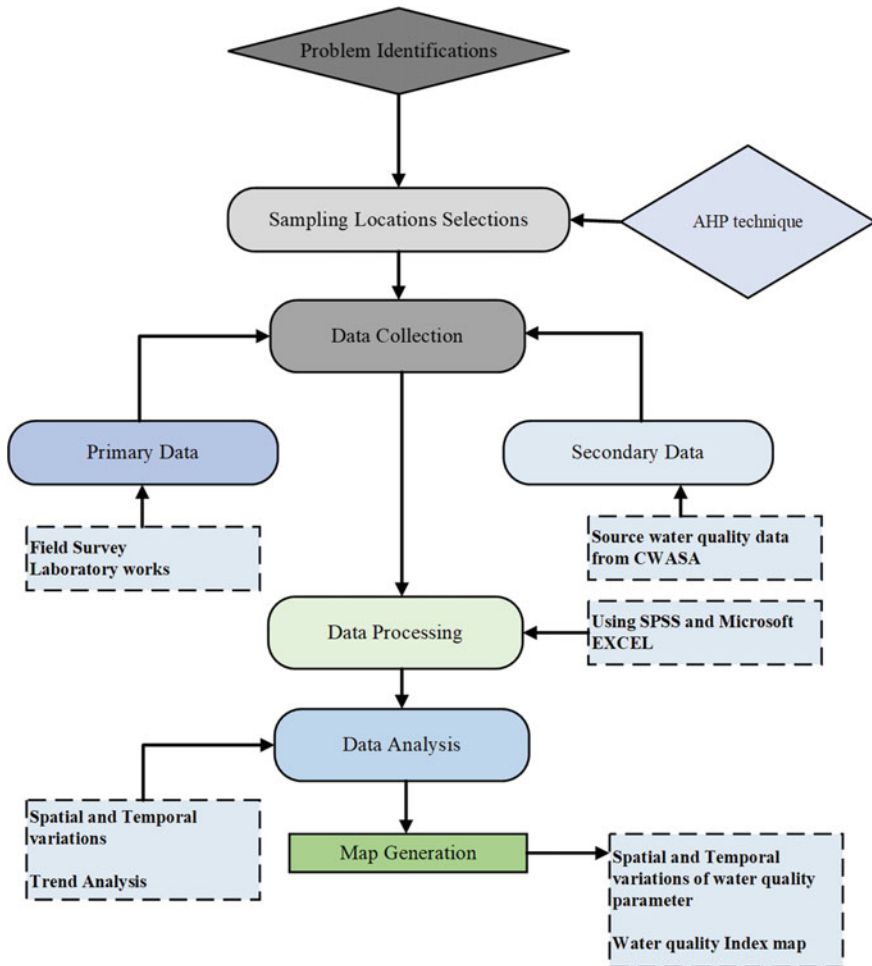 Problem Identifications
Sampling Locations Selections
AHP technique
Data Collection
Primary Data
Secondary Data
Field Survey
Laboratory works
Source water quality data
from CWASA
Data Processing
Using SPSS and Microsoft
EXCEL
Data Analysis
Spatial and Temporal
variations
Trend Analysis
Map Generation
Spatial and Temporal
variations of water quality
parameter
Water quality Index map